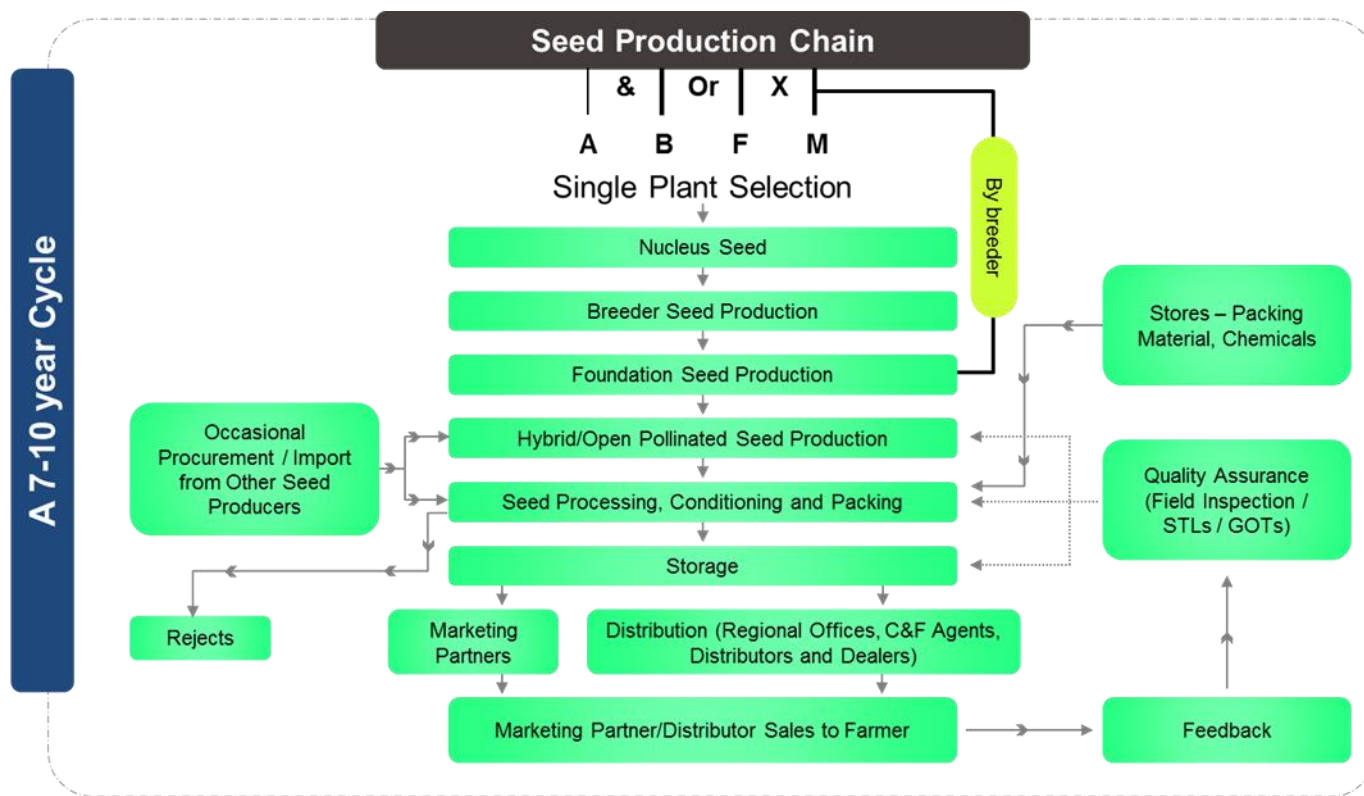 Seed Production Chain
& Or X
A B F M
Single Plant Selection
A 7-10 year Cycle
By breeder
Nucleus Seed
Breeder Seed Production
Foundation Seed Production
Stores – Packing
Material, Chemicals
Occasional
Procurement / Import
from Other Seed
Producers
Hybrid/Open Pollinated Seed Production
Seed Processing, Conditioning and Packing
Quality Assurance
(Field Inspection /
STLs / GOTs)
Storage
Rejects
Marketing
Partners
Distribution (Regional Offices, C&F Agents,
Distributors and Dealers)
Marketing Partner/Distributor Sales to Farmer
Feedback